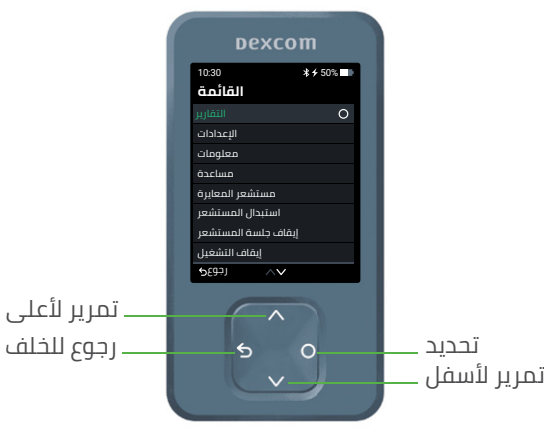 Dexcom
10:30 50%
القائمة
التقارير
الإعدادات
معلومات
مساعدة
مستشعر المعايرة
استبدال المستشعر
إيقاف جلسة المستشعر
إيقاف التشغيل
رجوع
تمرير لأعلى
رجوع للخلف
تحديد
تمرير لأسفل